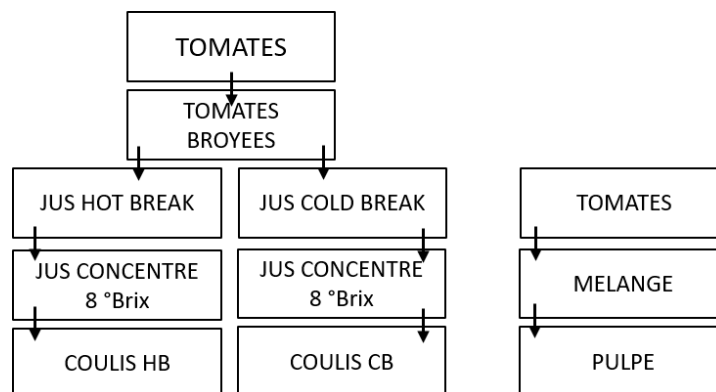 TOMATES
TOMATES
BROYEES
JUS HOT BREAK
JUS COLD BREAK
TOMATES
JUS CONCENTRE
8 °Brix
JUS CONCENTRE
8 °Brix
MELANGE
COULIS HB
COULIS CB
PULPE